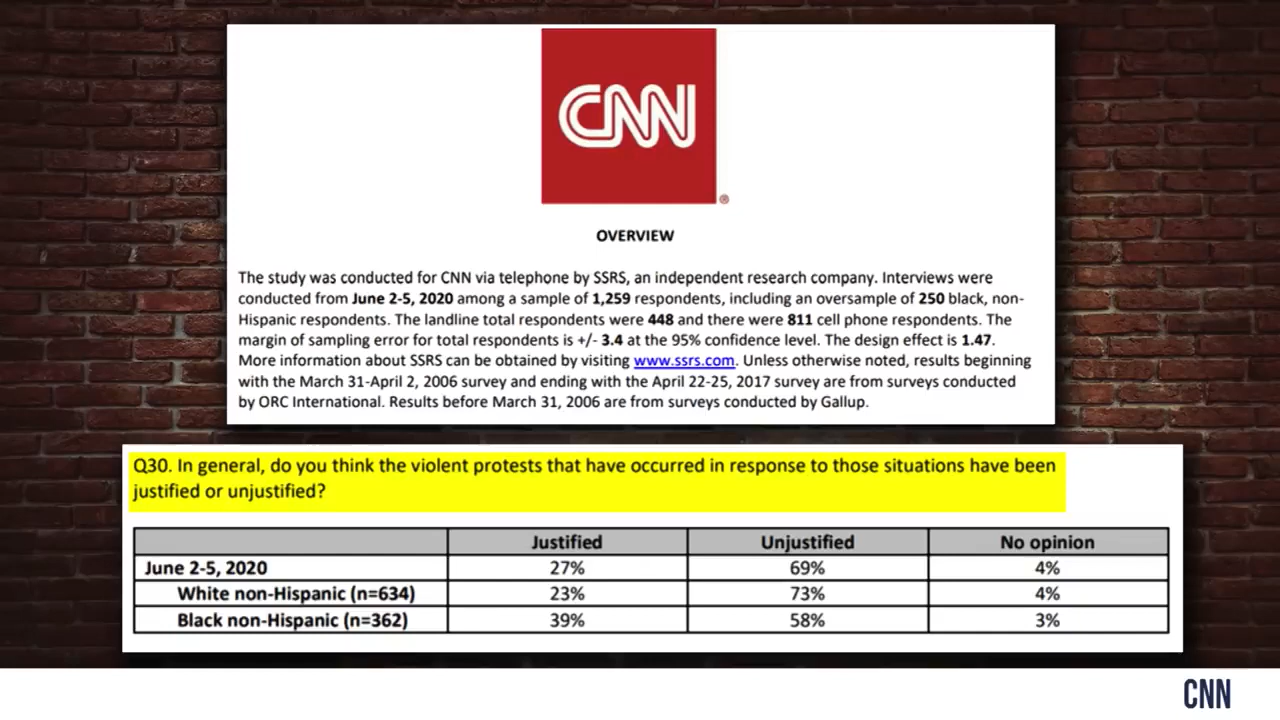 CNN
®
OVERVIEW
The study was conducted for CNN via telephone by SSRS, an independent research company. Interviews were
conducted from June 2-5, 2020 among a sample of 1,259 respondents, including an oversample of 250 black, non-
Hispanic respondents. The landline total respondents were 448 and there were 811 cell phone respondents. The
margin of sampling error for total respondents is +/- 3.4 at the 95% confidence level. The design effect is 1.47.
More information about SSRS can be obtained by visiting www.ssrs.com. Unless otherwise noted, results beginning
with the March 31-April 2, 2006 survey and ending with the April 22-25, 2017 survey are from surveys conducted
by ORC International. Results before March 31, 2006 are from surveys conducted by Gallup.
Q30. In general, do you think the violent protests that have occurred in response to those situations have been
justified or unjustified?
Justified Unjustified No opinion
June 2-5, 2020 27% 69% 4%
White non-Hispanic (n=634) 23% 73% 4%
Black non-Hispanic (n=362) 39% 58% 3%
CNN